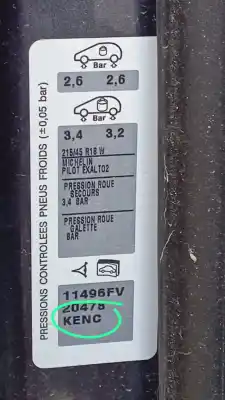 PRESSIONS CONTROLEES PNEUS FROIDS (±0,05 bar)
Bar
2,6 2,6
Bar
3,4 3,2
215/45 R18 W
MICHELIN
PILOT EXALTO2
PRESSION ROUE
SECOURS
3,4 BAR
PRESSION ROUE
GALETTE
BAR
11496FV
20478
KENC